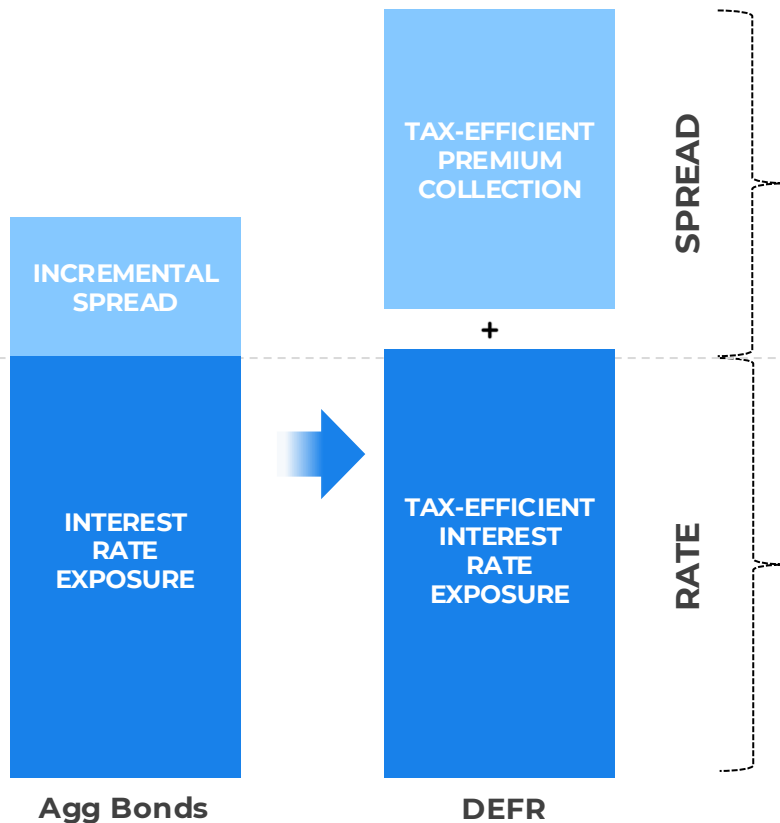 INCREMENTAL
SPREAD
INTEREST
RATE
EXPOSURE
Agg Bonds
TAX-EFFICIENT
PREMIUM
COLLECTION
+
TAX-EFFICIENT
INTEREST
RATE
EXPOSURE
DEFR
SPREAD
RATE